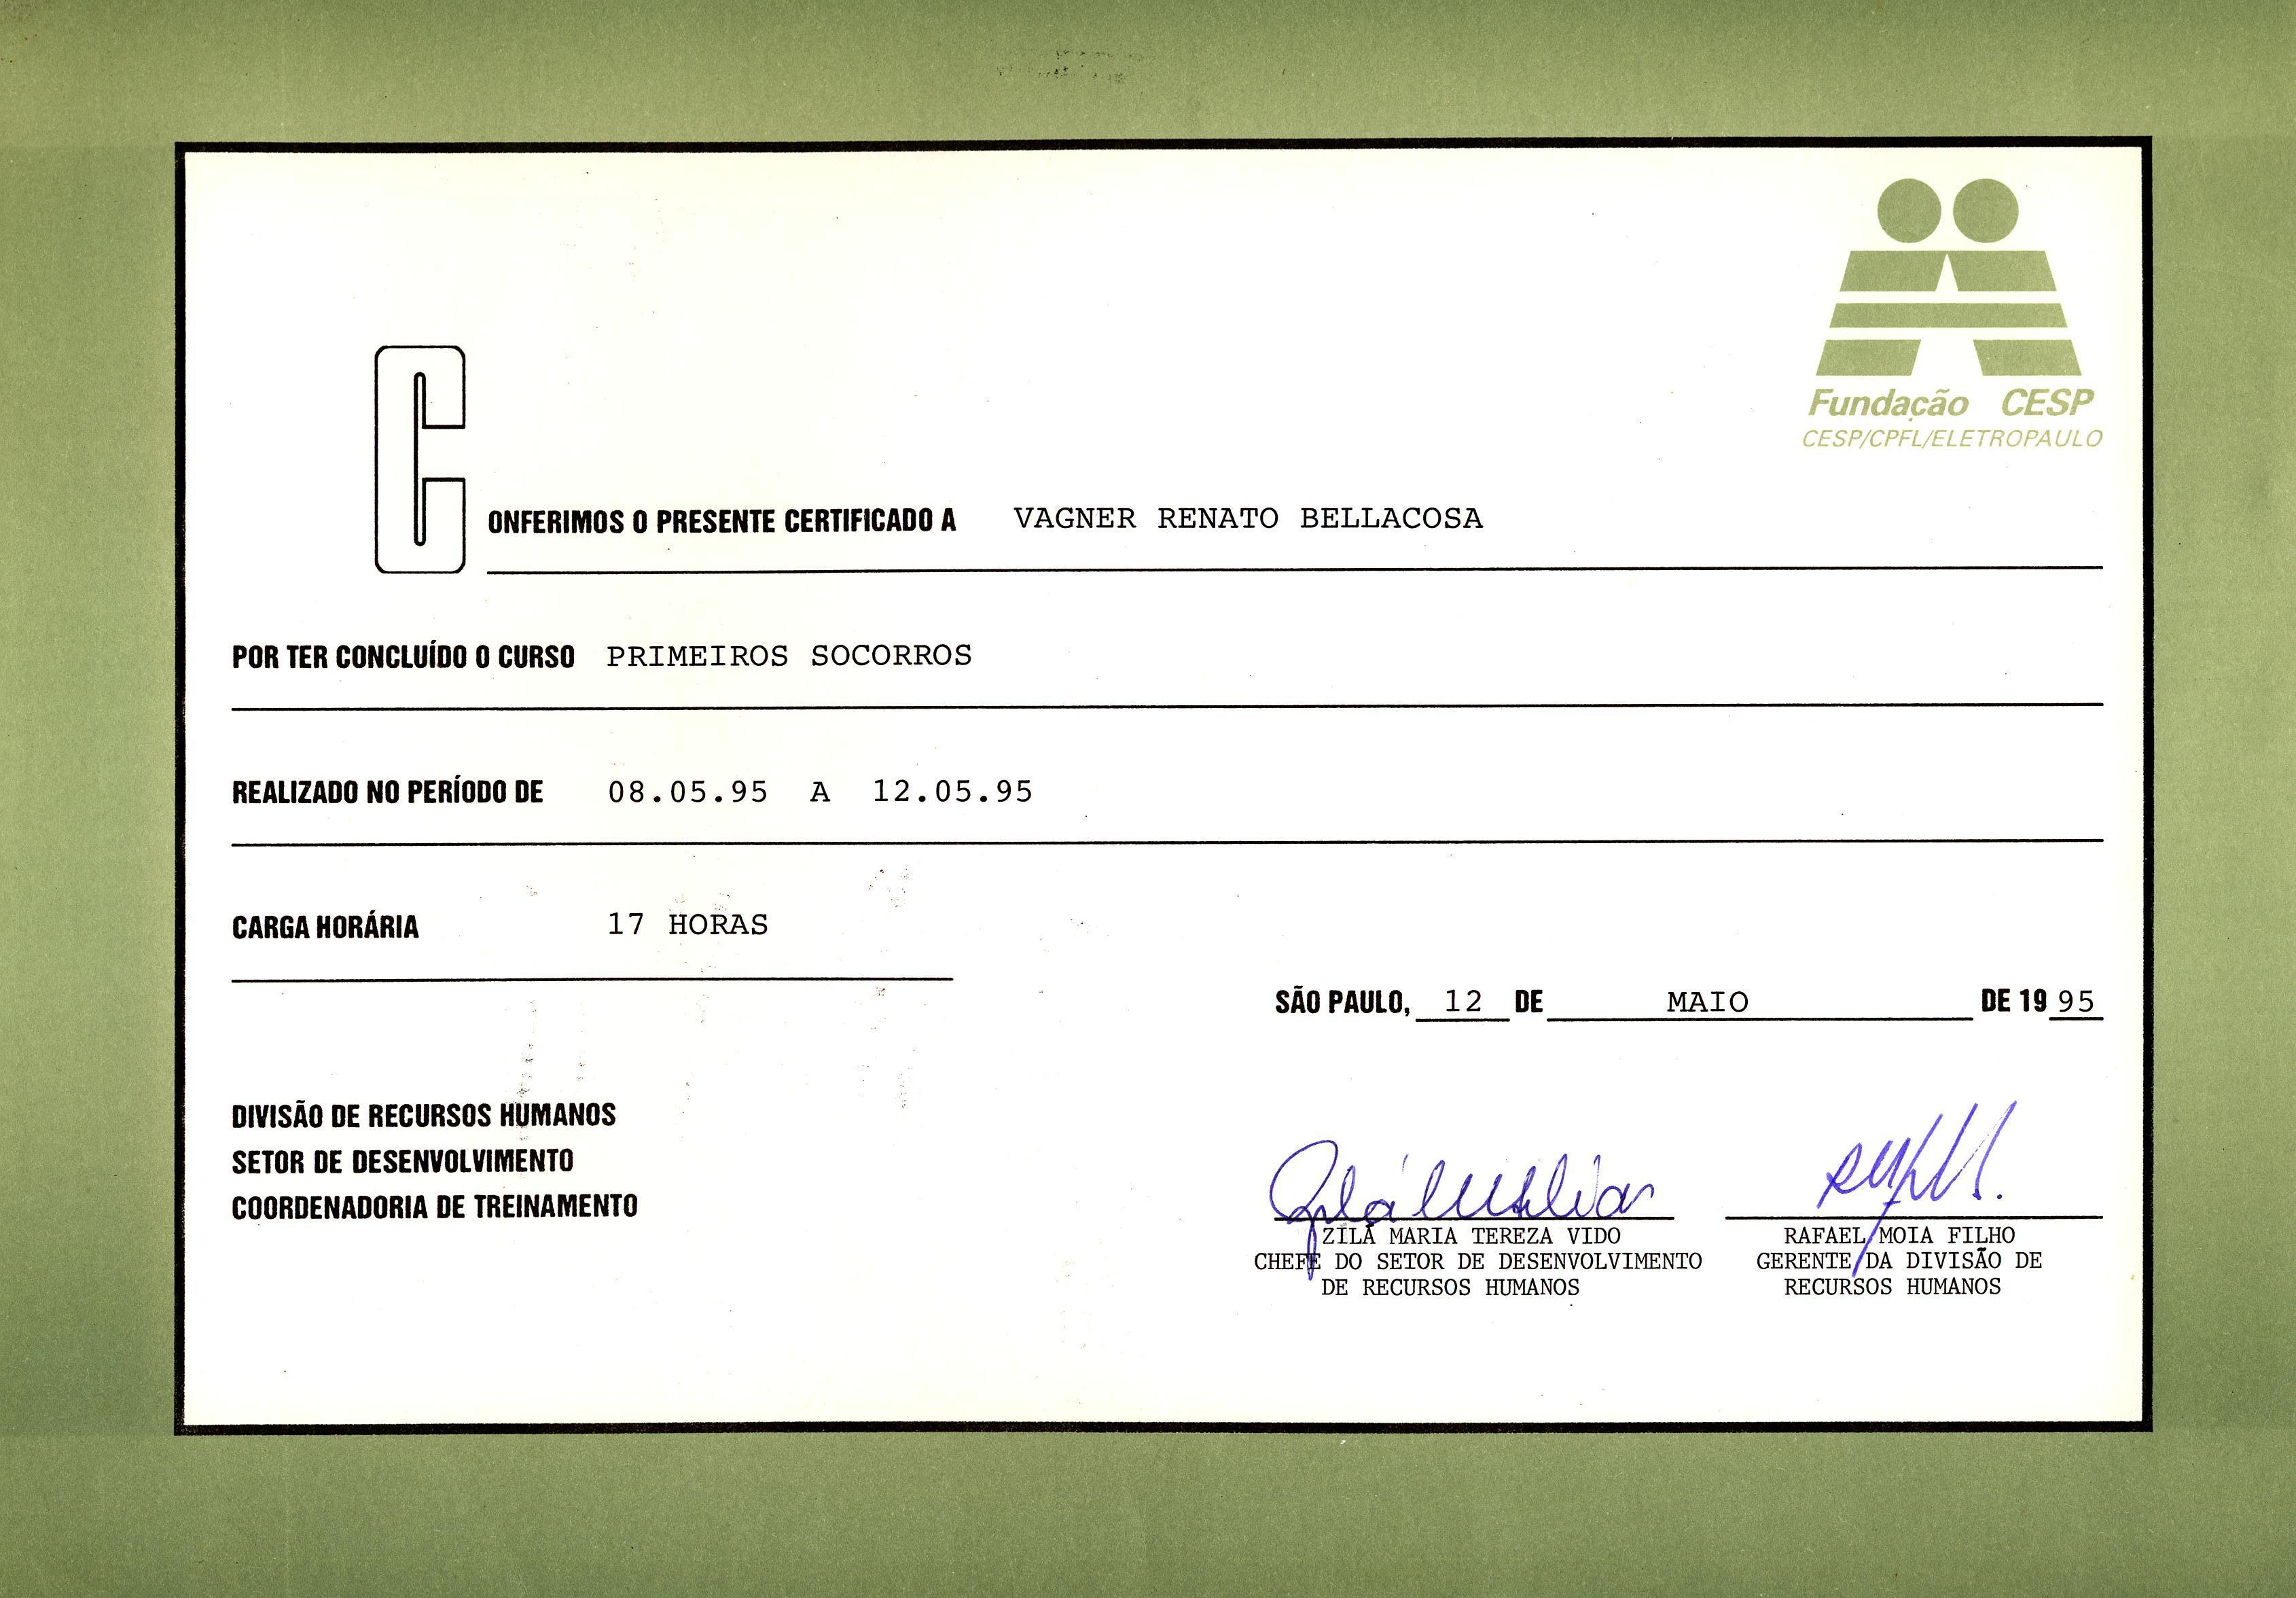 Fundação CESP
CESP/CPFL/ELETROPAULO
CONFERIMOS O PRESENTE CERTIFICADO A VAGNER RENATO BELLACOSA
POR TER CONCLUÍDO O CURSO PRIMEIROS SOCORROS
REALIZADO NO PERÍODO DE 08.05.95 A 12.05.95
CARGA HORÁRIA 17 HORAS
SÃO PAULO, 12 DE MAIO DE 1995
DIVISÃO DE RECURSOS HUMANOS
SETOR DE DESENVOLVIMENTO
COORDENADORIA DE TREINAMENTO
ZILÁ MARIA TEREZA VIDO
CHEFE DO SETOR DE DESENVOLVIMENTO
DE RECURSOS HUMANOS
RAFAEL MOIA FILHO
GERENTE DA DIVISÃO DE
RECURSOS HUMANOS